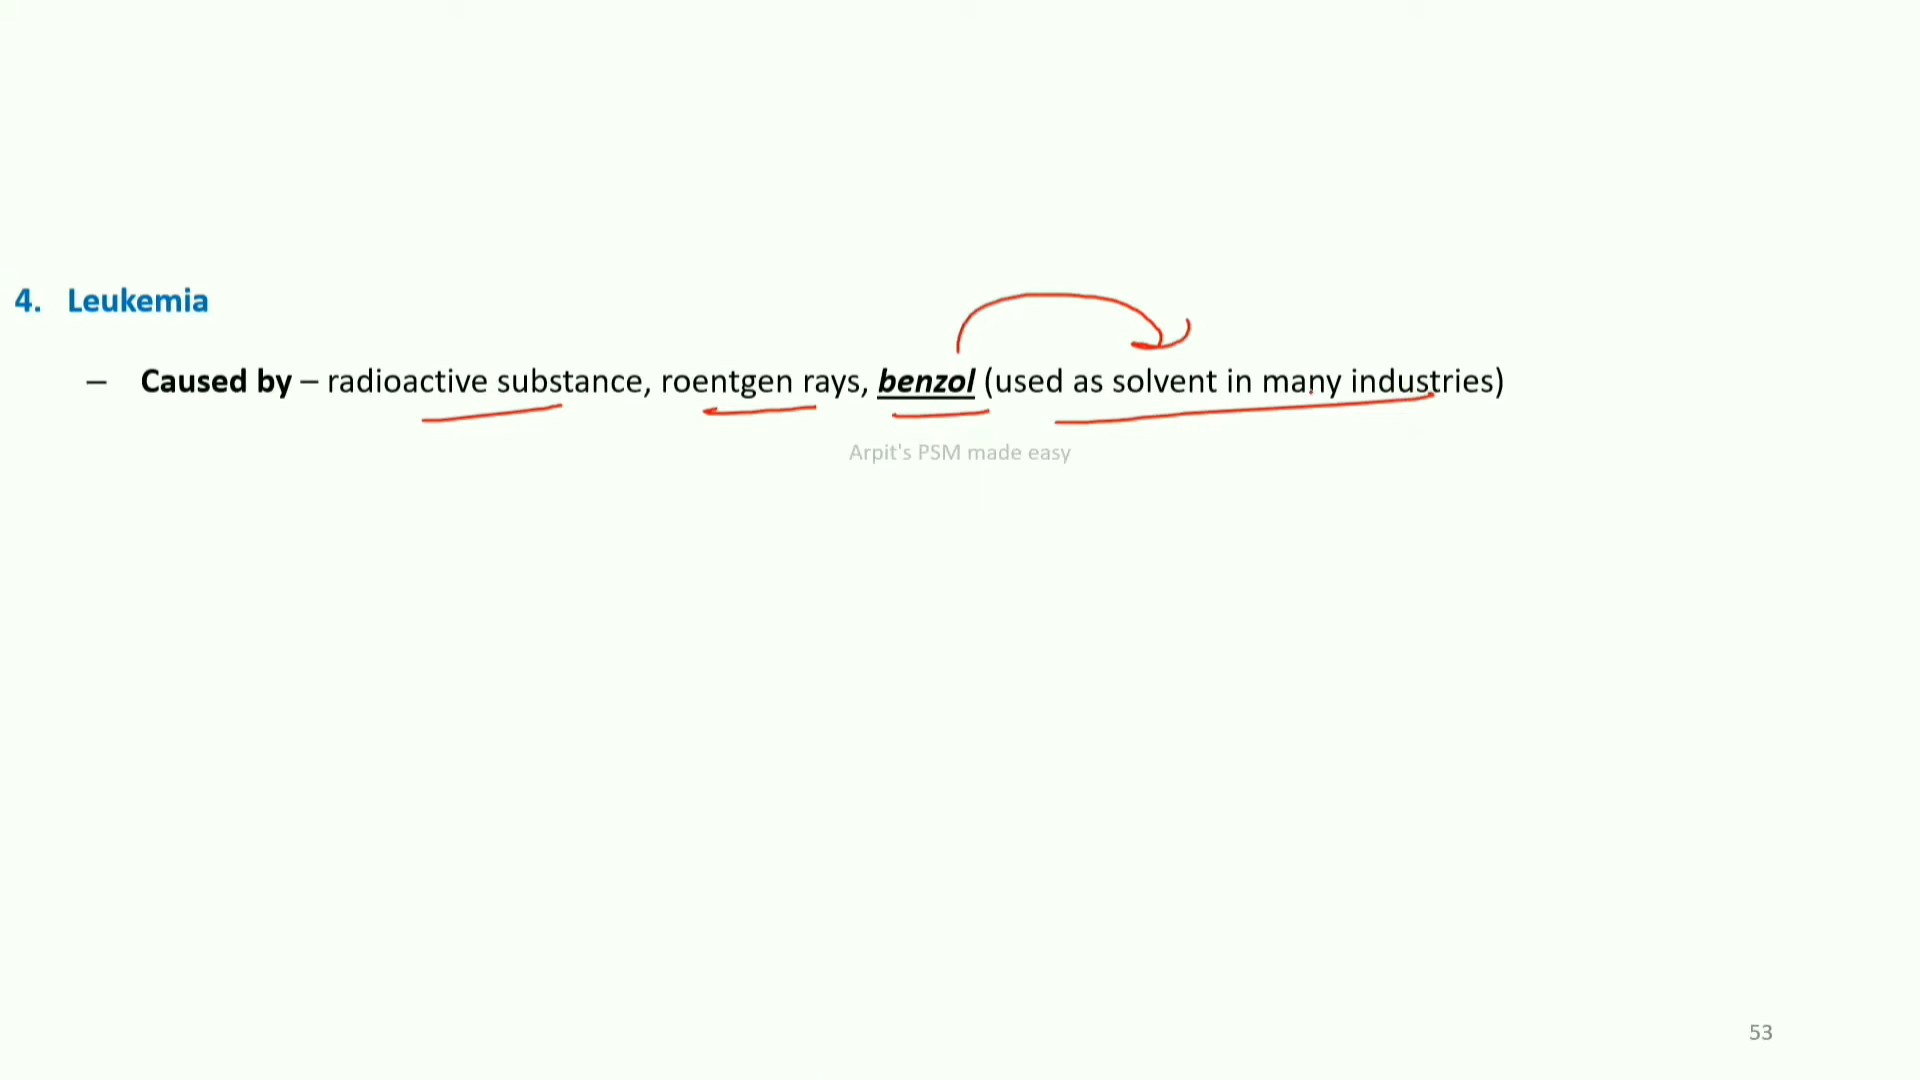 4. Leukemia
– Caused by – radioactive substance, roentgen rays, benzol (used as solvent in many industries)
Arpit's PSM made easy
53